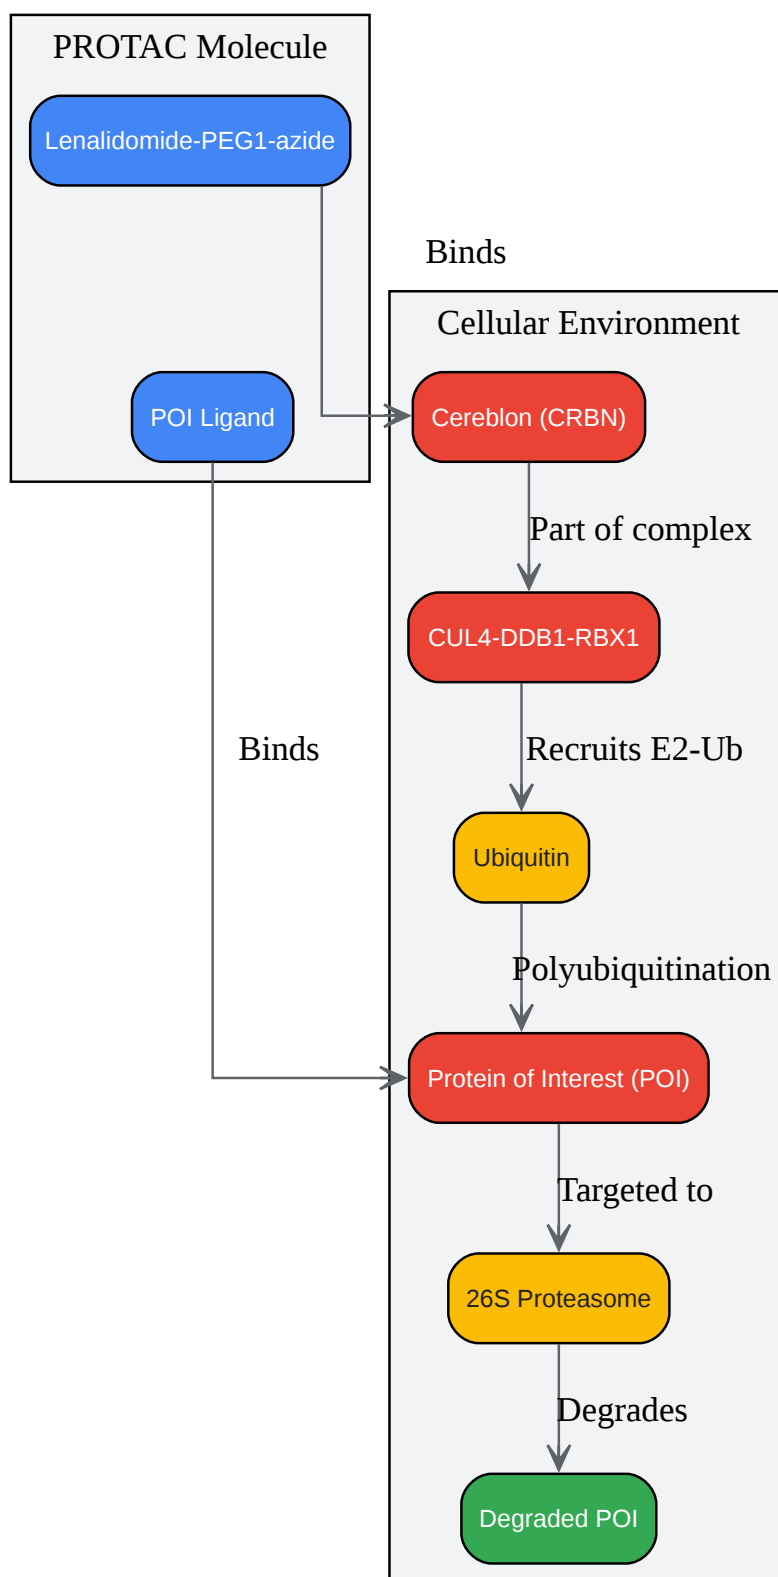 PROTAC Molecule
Lenalidomide-PEG1-azide
Binds
Cellular Environment
POI Ligand
Cereblon (CRBN)
Part of complex
CUL4-DDB1-RBX1
Binds
Recruits E2-Ub
Ubiquitin
Polyubiquitination
Protein of Interest (POI)
Targeted to
26S Proteasome
Degrades
Degraded POI